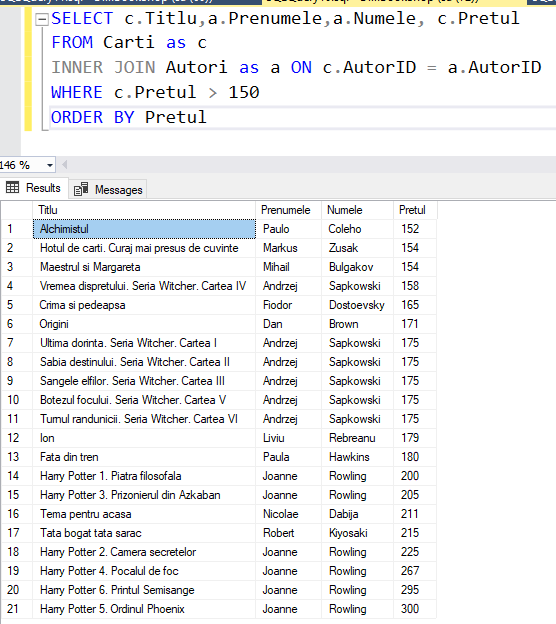 SELECT c.Titlu,a.Prenumele,a.Numele, c.Pretul
FROM Carti as c
INNER JOIN Autori as a ON c.AutorID = a.AutorID
WHERE c.Pretul > 150
ORDER BY Pretul
146 %
Results Messages
Titlu Prenumele Numele Pretul
1 Alchimistul Paulo Coleho 152
2 Hotul de carti. Curaj mai presus de cuvinte Markus Zusak 154
3 Maestrul si Margareta Mihail Bulgakov 154
4 Vremea dispretului. Seria Witcher. Cartea IV Andrzej Sapkowski 158
5 Crima si pedeapsa Fiodor Dostoevsky 165
6 Origini Dan Brown 171
7 Ultima dorinta. Seria Witcher. Cartea I Andrzej Sapkowski 175
8 Sabia destinului. Seria Witcher. Cartea II Andrzej Sapkowski 175
9 Sangele elfilor. Seria Witcher. Cartea III Andrzej Sapkowski 175
10 Botezul focului. Seria Witcher. Cartea V Andrzej Sapkowski 175
11 Turnul randunicii. Seria Witcher. Cartea VI Andrzej Sapkowski 175
12 Ion Liviu Rebreanu 179
13 Fata din tren Paula Hawkins 180
14 Harry Potter 1. Piatra filosofala Joanne Rowling 200
15 Harry Potter 3. Prizonierul din Azkaban Joanne Rowling 205
16 Tema pentru acasa Nicolae Dabija 211
17 Tata bogat tata sarac Robert Kiyosaki 215
18 Harry Potter 2. Camera secretelor Joanne Rowling 225
19 Harry Potter 4. Pocalul de foc Joanne Rowling 267
20 Harry Potter 6. Printul Semisange Joanne Rowling 295
21 Harry Potter 5. Ordinul Phoenix Joanne Rowling 300